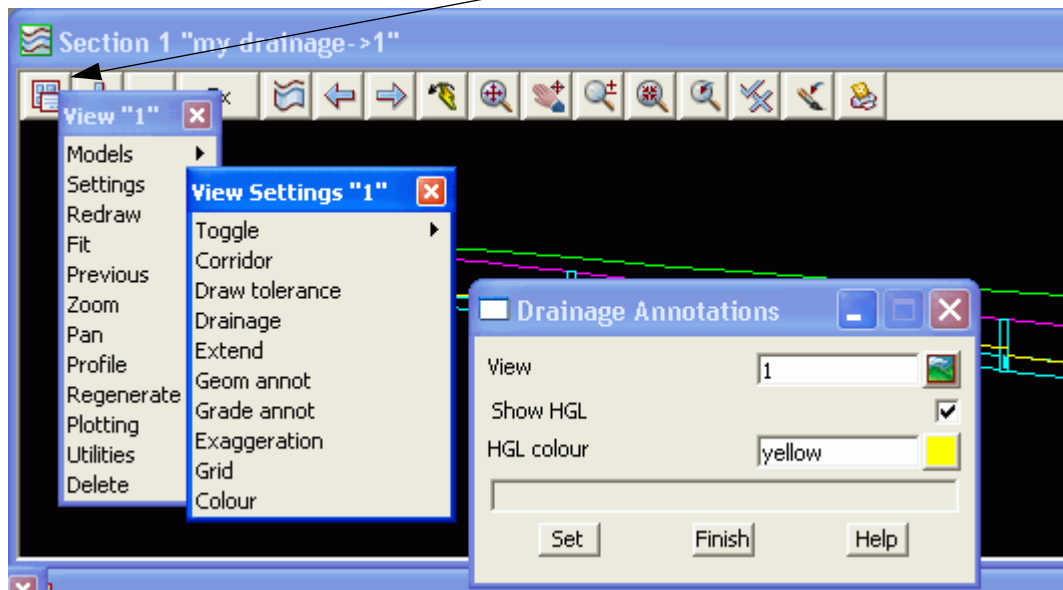 Section 1 "my drainage->1"
View "1"
Models
Settings
Redraw
Fit
Previous
Zoom
Pan
Profile
Regenerate
Plotting
Utilities
Delete
View Settings "1"
Toggle
Corridor
Draw tolerance
Drainage
Extend
Geom annot
Grade annot
Exaggeration
Grid
Colour
Drainage Annotations
View
1
Show HGL
HGL colour
yellow
Set
Finish
Help